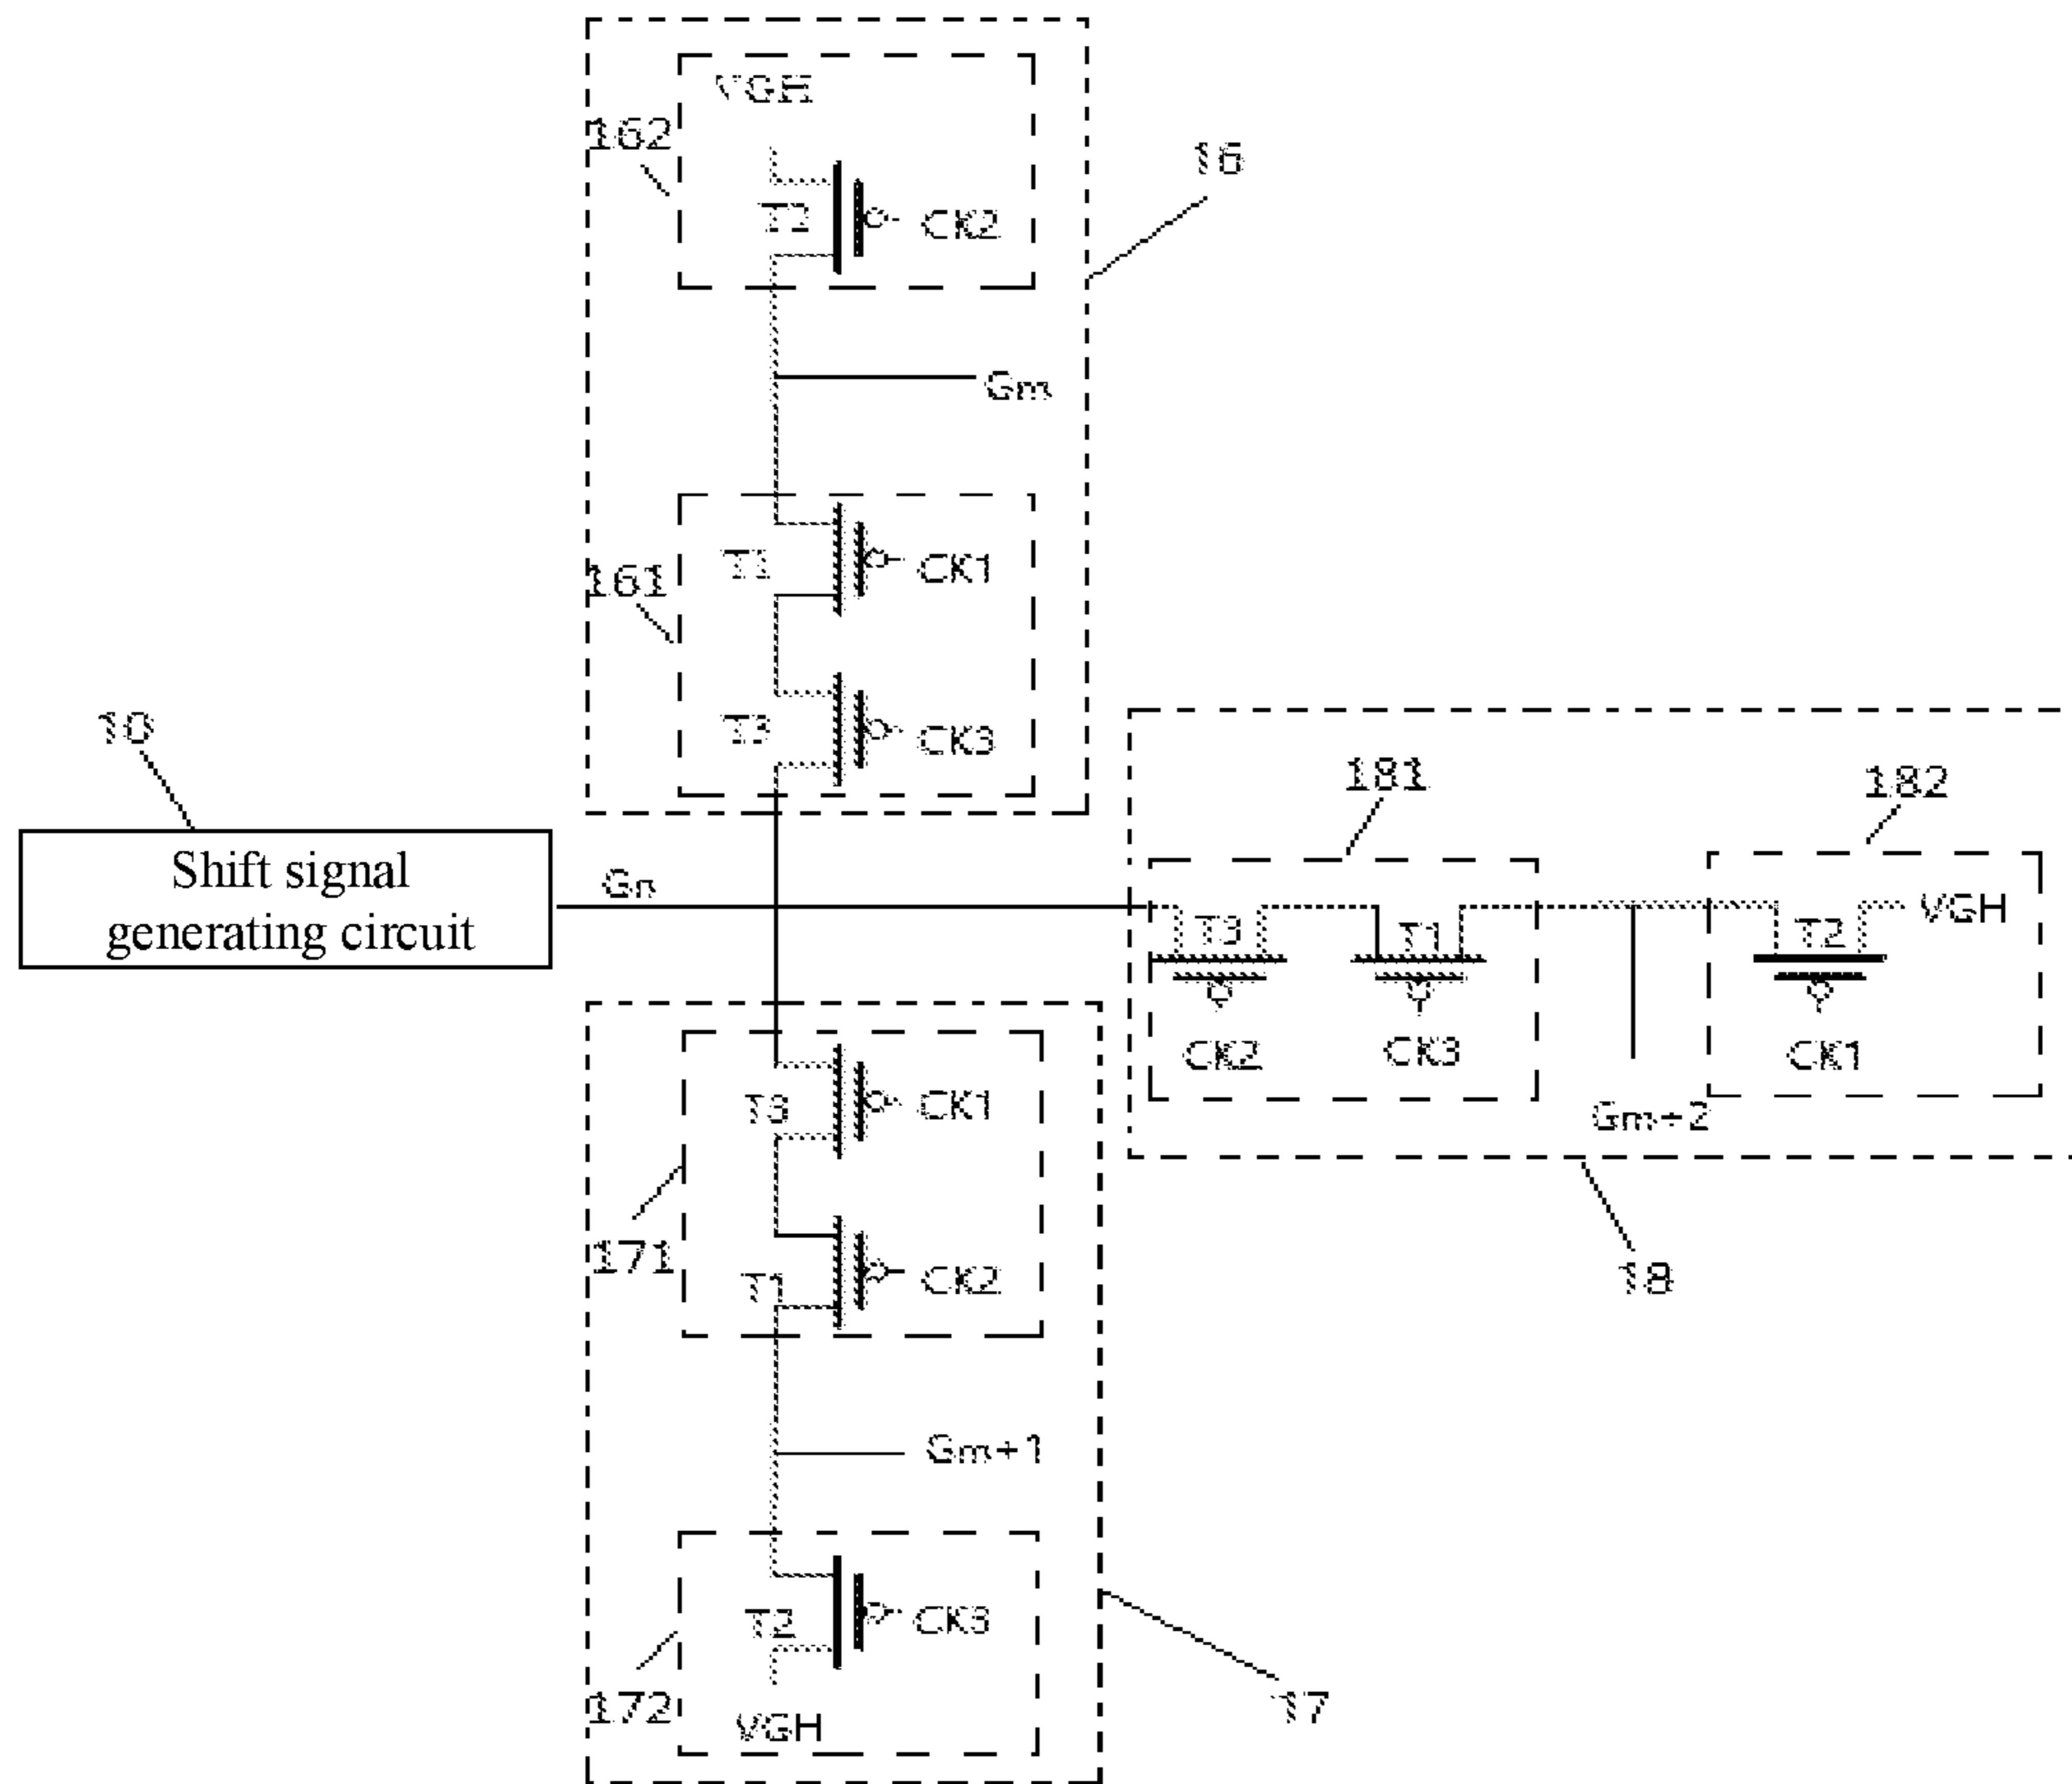 VGH
162
16
T2
CK2
Gm
T1
CK1
161
T3
CK3
10
181
182
Shift signal
generating circuit
Gn
T3
T1
T2
VGH
CK2
CK3
CK1
T3
CK1
Gm+2
171
T1
CK2
18
Gm+1
T2
CK3
172
VGH
17